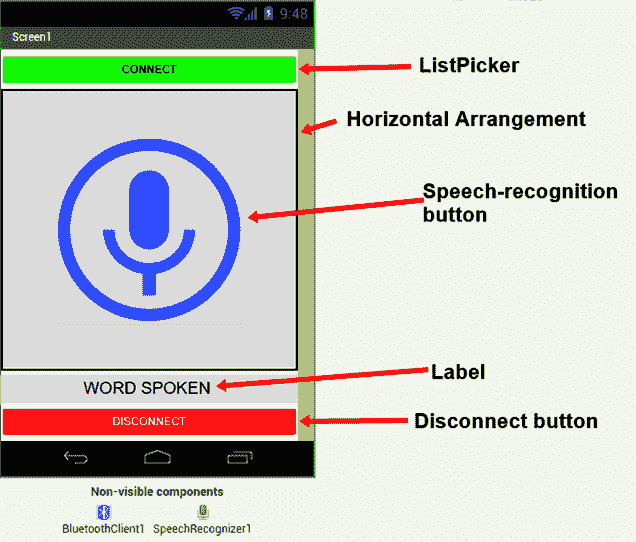 9:48
Screen1
CONNECT
ListPicker
Horizontal Arrangement
Speech-recognition
button
WORD SPOKEN
Label
DISCONNECT
Disconnect button
Non-visible components
BluetoothClient1 SpeechRecognizer1